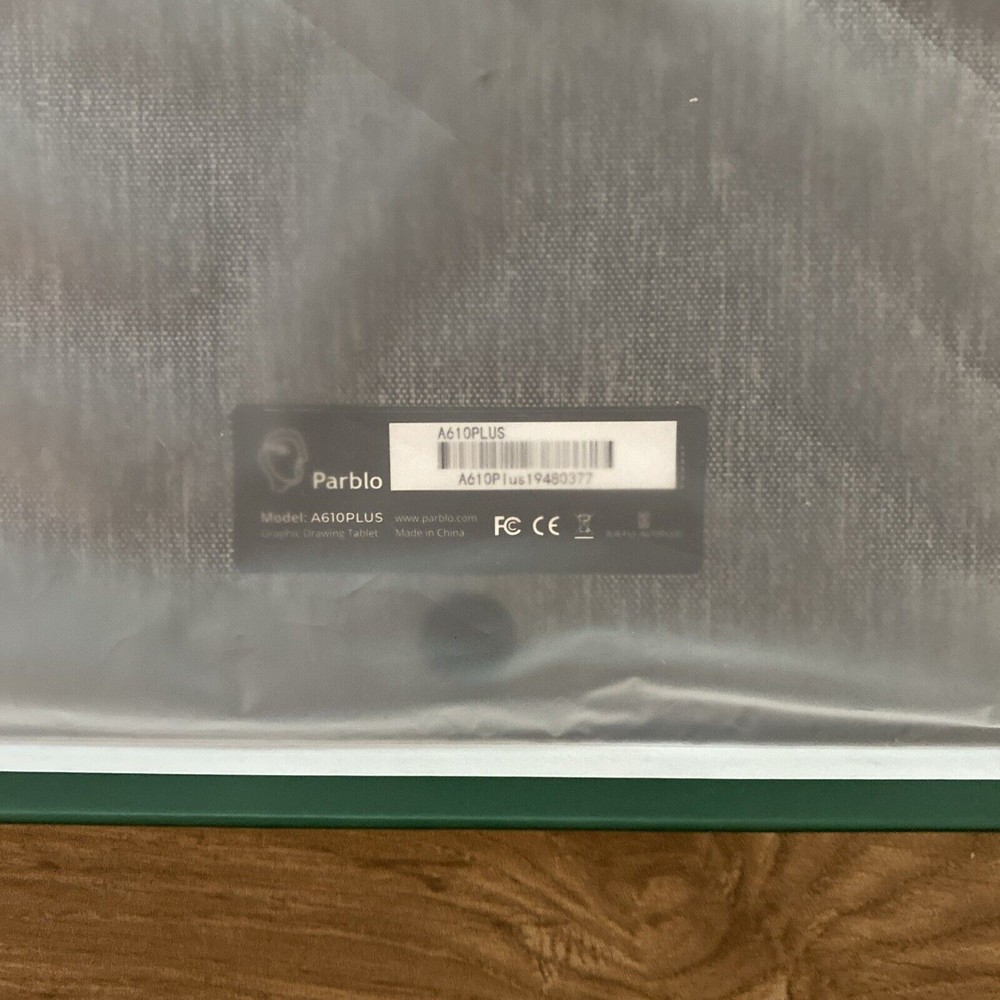 A610PLUS
A610Plus19480377
Parblo
Model: A610PLUS
Graphic Drawing Tablet
www.parblo.com
Made in China
FC CE